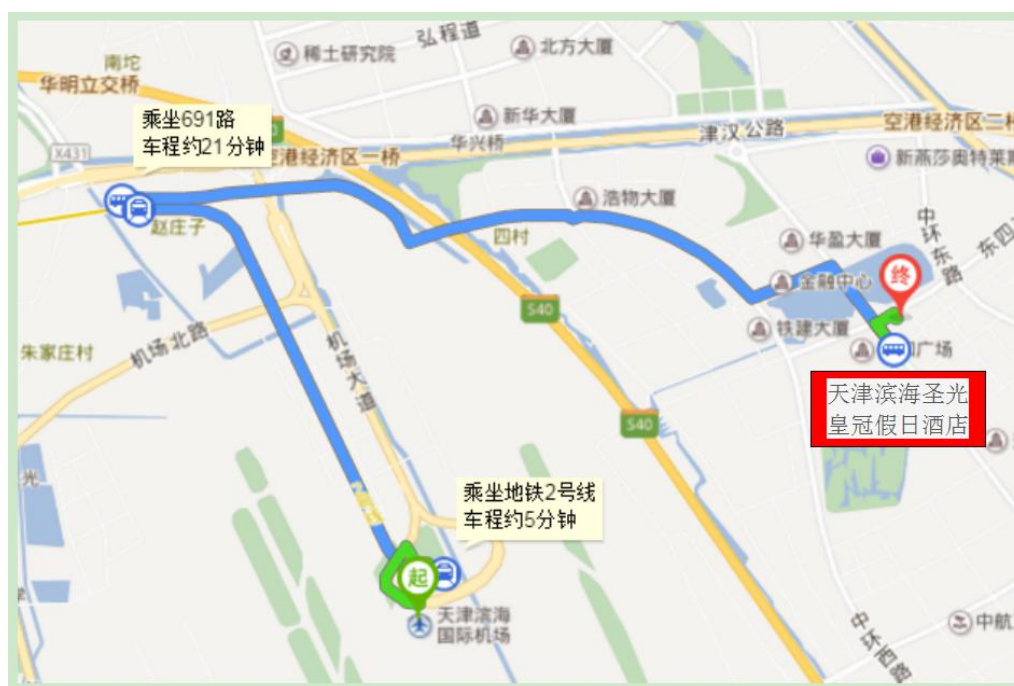 弘程道
稀土研究院
北方大厦
南坨
华明立交桥
乘坐691路
车程约21分钟
新华大厦
津汉公路
空港经济区二
华兴桥
X431
空港经济区一桥
新燕莎奥特莱斯
浩物大厦
赵庄子
四村
中环东路
华盈大厦
东四
金融中心
终
S40
铁建大厦
机场北路
机场大道
朱家庄村
广场
天津滨海圣光
皇冠假日酒店
S40
乘坐地铁2号线
车程约5分钟
起
天津滨海
国际机场
中环西路
中航